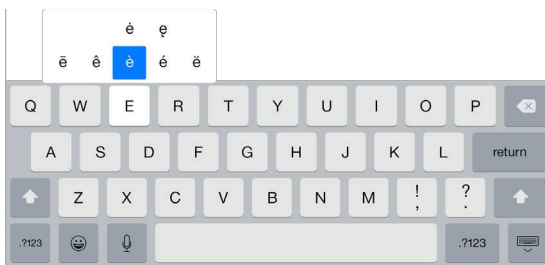 ė ę
ē ê è é ë
Q W E R T Y U I O P
A S D F G H J K L return
Z X C V B N M ! , ? .
.?123 .?123